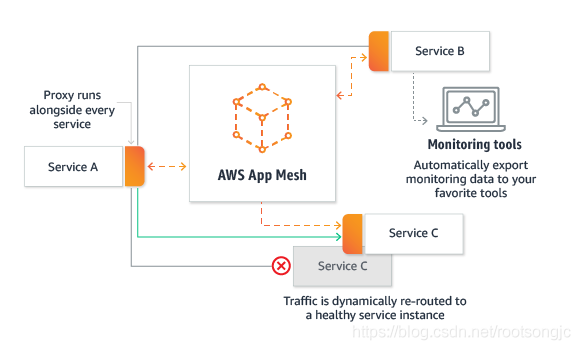 Service B
Proxy runs
alongside every
service
Monitoring tools
Automatically export
monitoring data to your
favorite tools
Service A
AWS App Mesh
Service C
Service C
Traffic is dynamically re-routed to
a healthy service instance
https://blog.csdn.net/rootsongjc